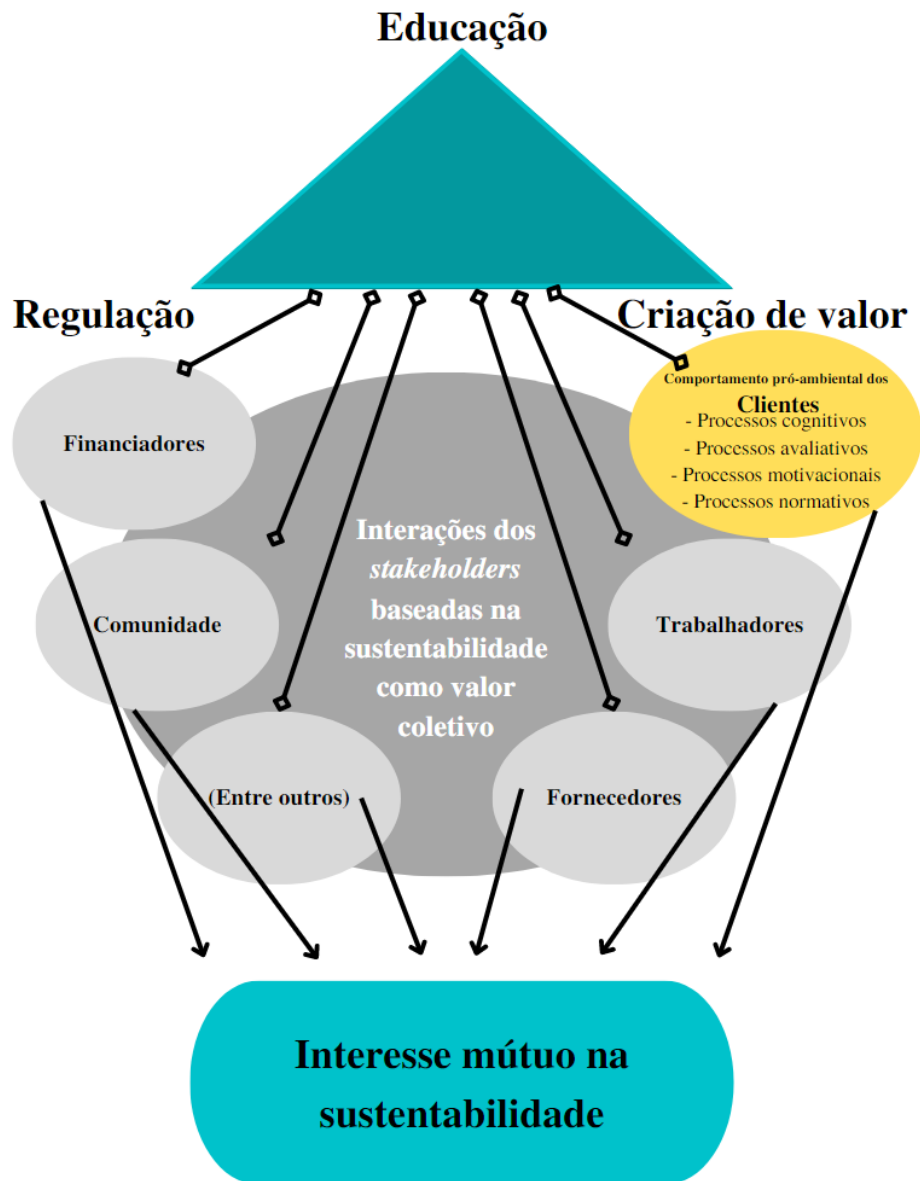 Educação
Regulação
Criação de valor
Financiadores
Comportamento pró-ambiental dos
Clientes
- Processos cognitivos
- Processos avaliativos
- Processos motivacionais
- Processos normativos
Interações dos
stakeholders
baseadas na
sustentabilidade
como valor
coletivo
Comunidade
Trabalhadores
(Entre outros)
Fornecedores
Interesse mútuo na
sustentabilidade